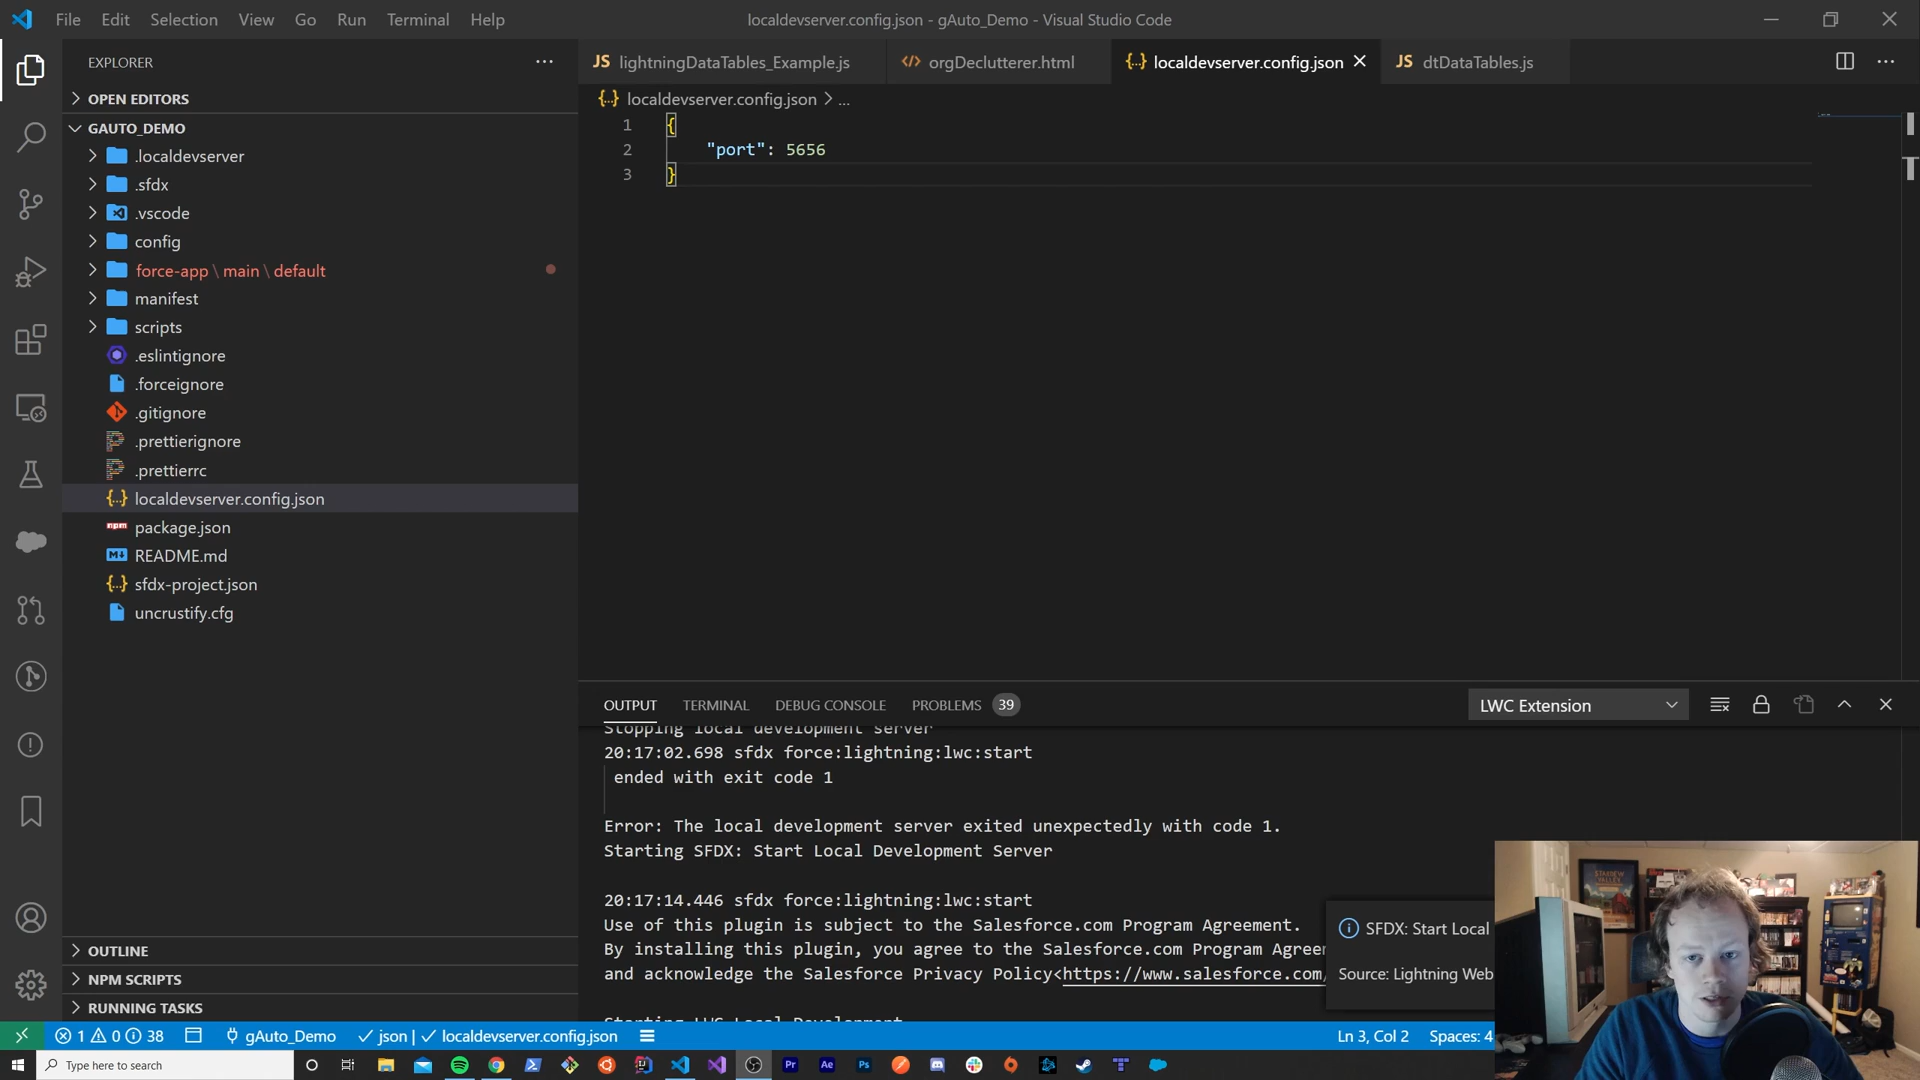 File Edit Selection View Go Run Terminal Help
localdevserver.config.json - gAuto_Demo - Visual Studio Code
EXPLORER
OPEN EDITORS
GAUTO_DEMO
.localdevserver
.sfdx
.vscode
config
force-app \ main \ default
manifest
scripts
.eslintignore
.forceignore
.gitignore
.prettierignore
.prettierrc
localdevserver.config.json
package.json
README.md
sfdx-project.json
uncrustify.cfg
OUTLINE
NPM SCRIPTS
RUNNING TASKS
JS lightningDataTables_Example.js
orgDeclutterer.html
{..} localdevserver.config.json
JS dtDataTables.js
{..} localdevserver.config.json > ...
1 {
2 "port": 5656
3 }
OUTPUT TERMINAL DEBUG CONSOLE PROBLEMS 39
LWC Extension
Stopping local development server
20:17:02.698 sfdx force:lightning:lwc:start
ended with exit code 1
Error: The local development server exited unexpectedly with code 1.
Starting SFDX: Start Local Development Server
20:17:14.446 sfdx force:lightning:lwc:start
Use of this plugin is subject to the Salesforce.com Program Agreement.
By installing this plugin, you agree to the Salesforce.com Program Agreer
and acknowledge the Salesforce Privacy Policy<https://www.salesforce.com/
Starting LWC Local Development
SFDX: Start Local
Source: Lightning Web
1 0 38 gAuto_Demo json | localdevserver.config.json
Ln 3, Col 2 Spaces: 4
Type here to search